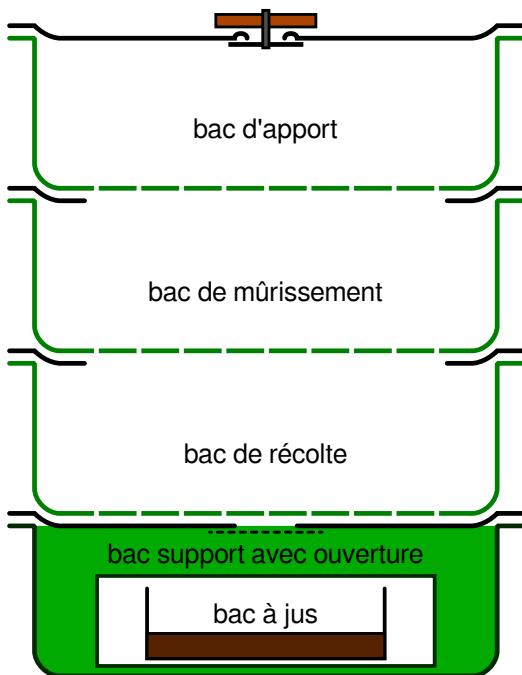 bac d'apport
bac de mûrissement
bac de récolte
bac support avec ouverture
bac à jus